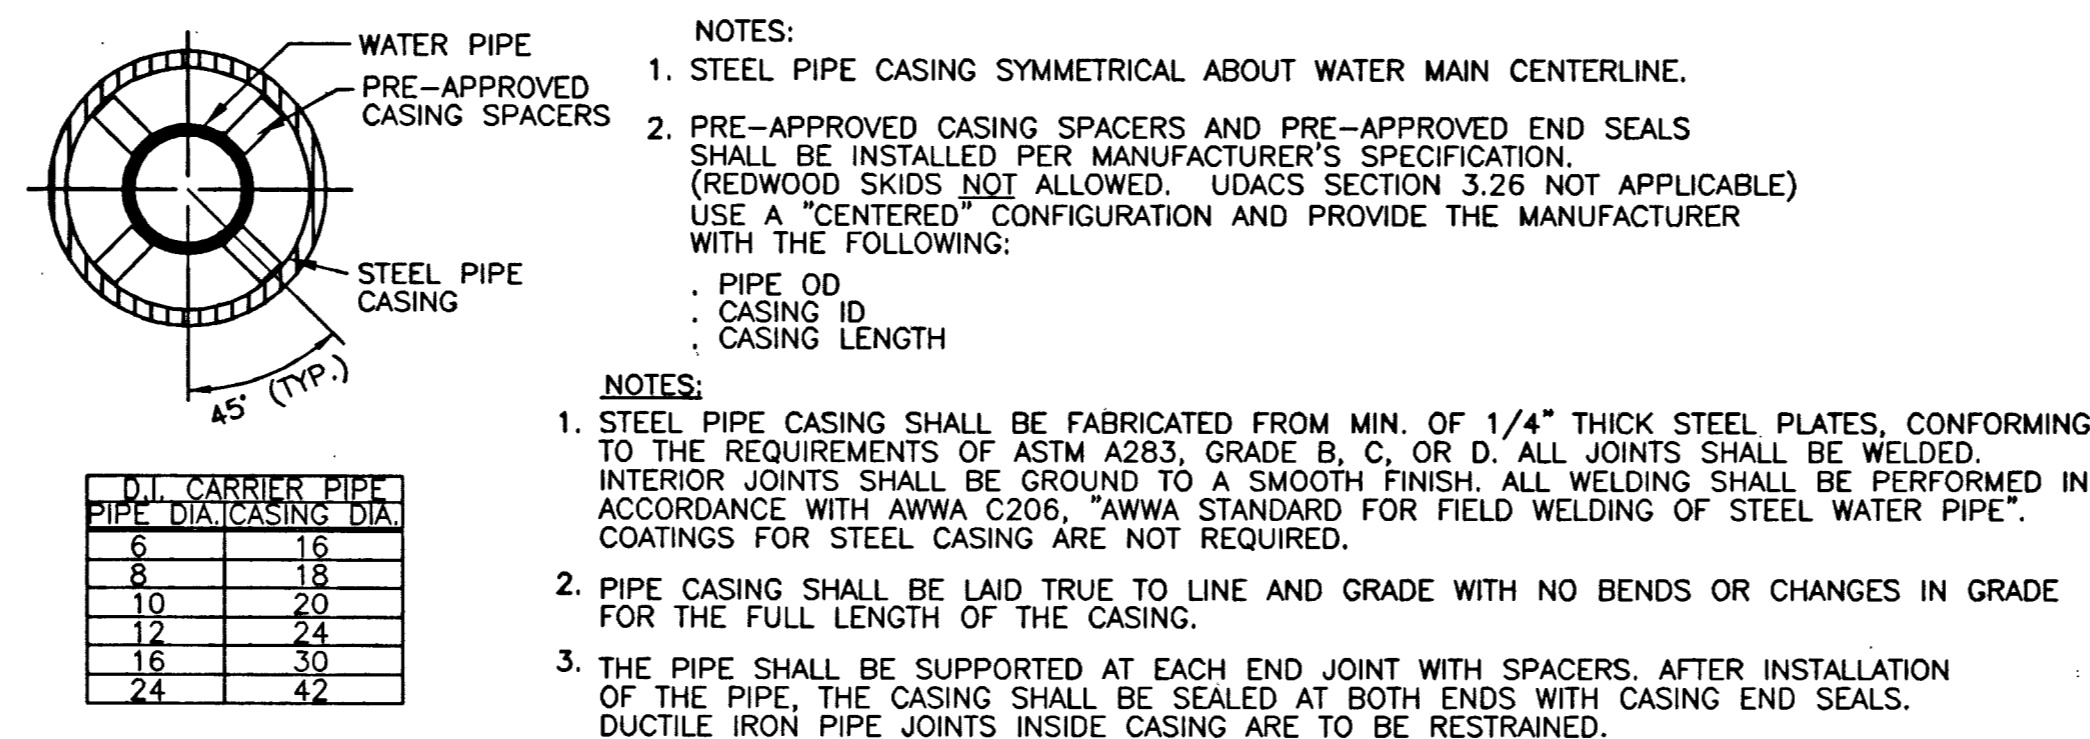 WATER PIPE
PRE-APPROVED
CASING SPACERS
STEEL PIPE
CASING
45° (TYP.)
D.I. CARRIER PIPE
PIPE DIA. CASING DIA.
6 16
8 18
10 20
12 24
16 30
24 42
NOTES:
1. STEEL PIPE CASING SYMMETRICAL ABOUT WATER MAIN CENTERLINE.
2. PRE-APPROVED CASING SPACERS AND PRE-APPROVED END SEALS
SHALL BE INSTALLED PER MANUFACTURER'S SPECIFICATION.
(REDWOOD SKIDS NOT ALLOWED. UDACS SECTION 3.26 NOT APPLICABLE)
USE A "CENTERED" CONFIGURATION AND PROVIDE THE MANUFACTURER
WITH THE FOLLOWING:
. PIPE OD
. CASING ID
. CASING LENGTH
NOTES:
1. STEEL PIPE CASING SHALL BE FABRICATED FROM MIN. OF 1/4" THICK STEEL PLATES, CONFORMING
TO THE REQUIREMENTS OF ASTM A283, GRADE B, C, OR D. ALL JOINTS SHALL BE WELDED.
INTERIOR JOINTS SHALL BE GROUND TO A SMOOTH FINISH. ALL WELDING SHALL BE PERFORMED IN
ACCORDANCE WITH AWWA C206, "AWWA STANDARD FOR FIELD WELDING OF STEEL WATER PIPE".
COATINGS FOR STEEL CASING ARE NOT REQUIRED.
2. PIPE CASING SHALL BE LAID TRUE TO LINE AND GRADE WITH NO BENDS OR CHANGES IN GRADE
FOR THE FULL LENGTH OF THE CASING.
3. THE PIPE SHALL BE SUPPORTED AT EACH END JOINT WITH SPACERS. AFTER INSTALLATION
OF THE PIPE, THE CASING SHALL BE SEALED AT BOTH ENDS WITH CASING END SEALS.
DUCTILE IRON PIPE JOINTS INSIDE CASING ARE TO BE RESTRAINED.